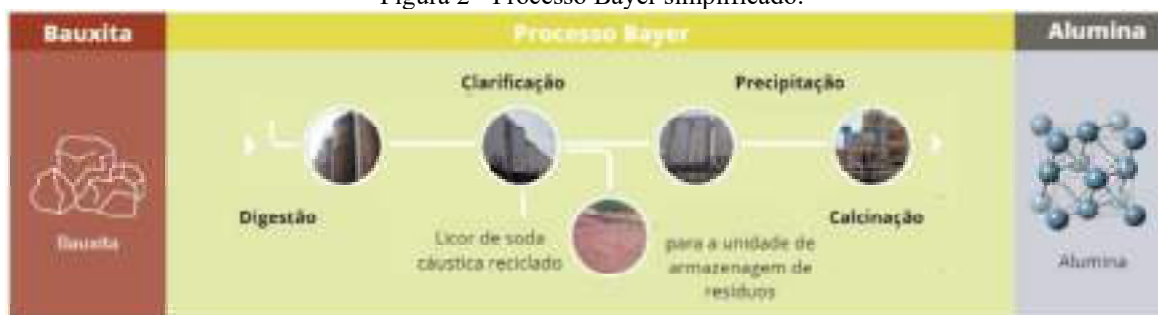 Figura 2 - Processo Bayer simplificado.
Bauxita
Processo Bayer
Alumina
Clarificação
Precipitação
Digestão
Calcinação
Bauxita
Licor de soda
cáustica reciclado
para a unidade de
armazenagem de
resíduos
Alumina